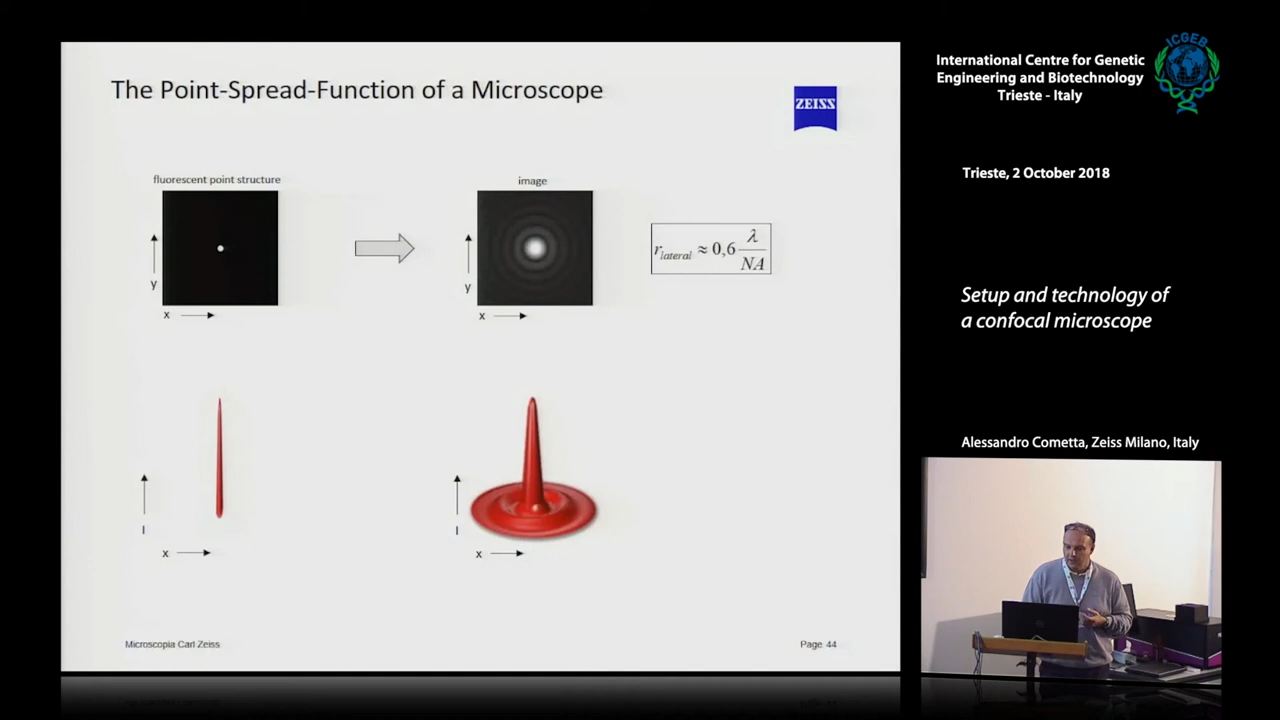 The Point-Spread-Function of a Microscope
ZEISS
fluorescent point structure
image
y
x
y
x
r lateral ≈ 0,6 λ / NA
I
x
I
x
Microscopia Carl Zeiss
Page 44
International Centre for Genetic
Engineering and Biotechnology
Trieste - Italy
ICGEB
Trieste, 2 October 2018
Setup and technology of
a confocal microscope
Alessandro Cometta, Zeiss Milano, Italy